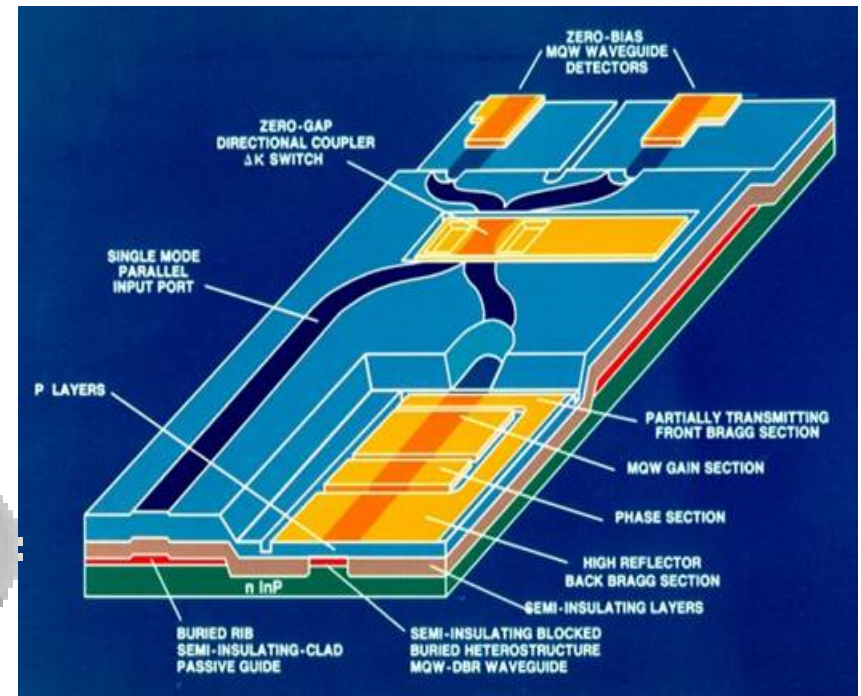 ZERO-BIAS
MQW WAVEGUIDE
DETECTORS
ZERO-GAP
DIRECTIONAL COUPLER
ΔK SWITCH
SINGLE MODE
PARALLEL
INPUT PORT
P LAYERS
PARTIALLY TRANSMITTING
FRONT BRAGG SECTION
MQW GAIN SECTION
PHASE SECTION
HIGH REFLECTOR
BACK BRAGG SECTION
n InP
SEMI-INSULATING LAYERS
BURIED RIB
SEMI-INSULATING-CLAD
PASSIVE GUIDE
SEMI-INSULATING BLOCKED
BURIED HETEROSTRUCTURE
MQW-DBR WAVEGUIDE